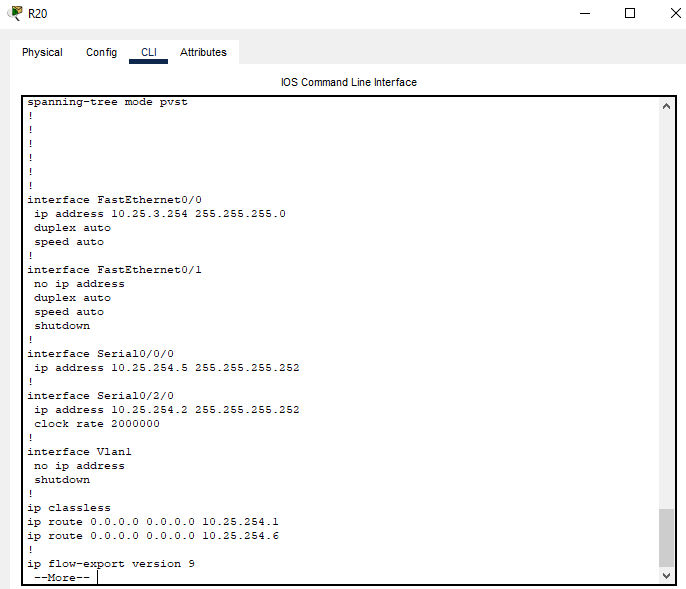 R20
Physical Config CLI Attributes
IOS Command Line Interface
spanning-tree mode pvst
!
!
!
!
!
!
interface FastEthernet0/0
 ip address 10.25.3.254 255.255.255.0
 duplex auto
 speed auto
!
interface FastEthernet0/1
 no ip address
 duplex auto
 speed auto
 shutdown
!
interface Serial0/0/0
 ip address 10.25.254.5 255.255.255.252
!
interface Serial0/2/0
 ip address 10.25.254.2 255.255.255.252
 clock rate 2000000
!
interface Vlan1
 no ip address
 shutdown
!
ip classless
ip route 0.0.0.0 0.0.0.0 10.25.254.1
ip route 0.0.0.0 0.0.0.0 10.25.254.6
!
ip flow-export version 9
 --More--